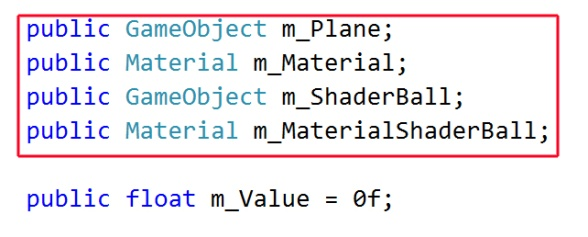 public GameObject m_Plane;
public Material m_Material;
public GameObject m_ShaderBall;
public Material m_MaterialShaderBall;
public float m_Value = 0f;